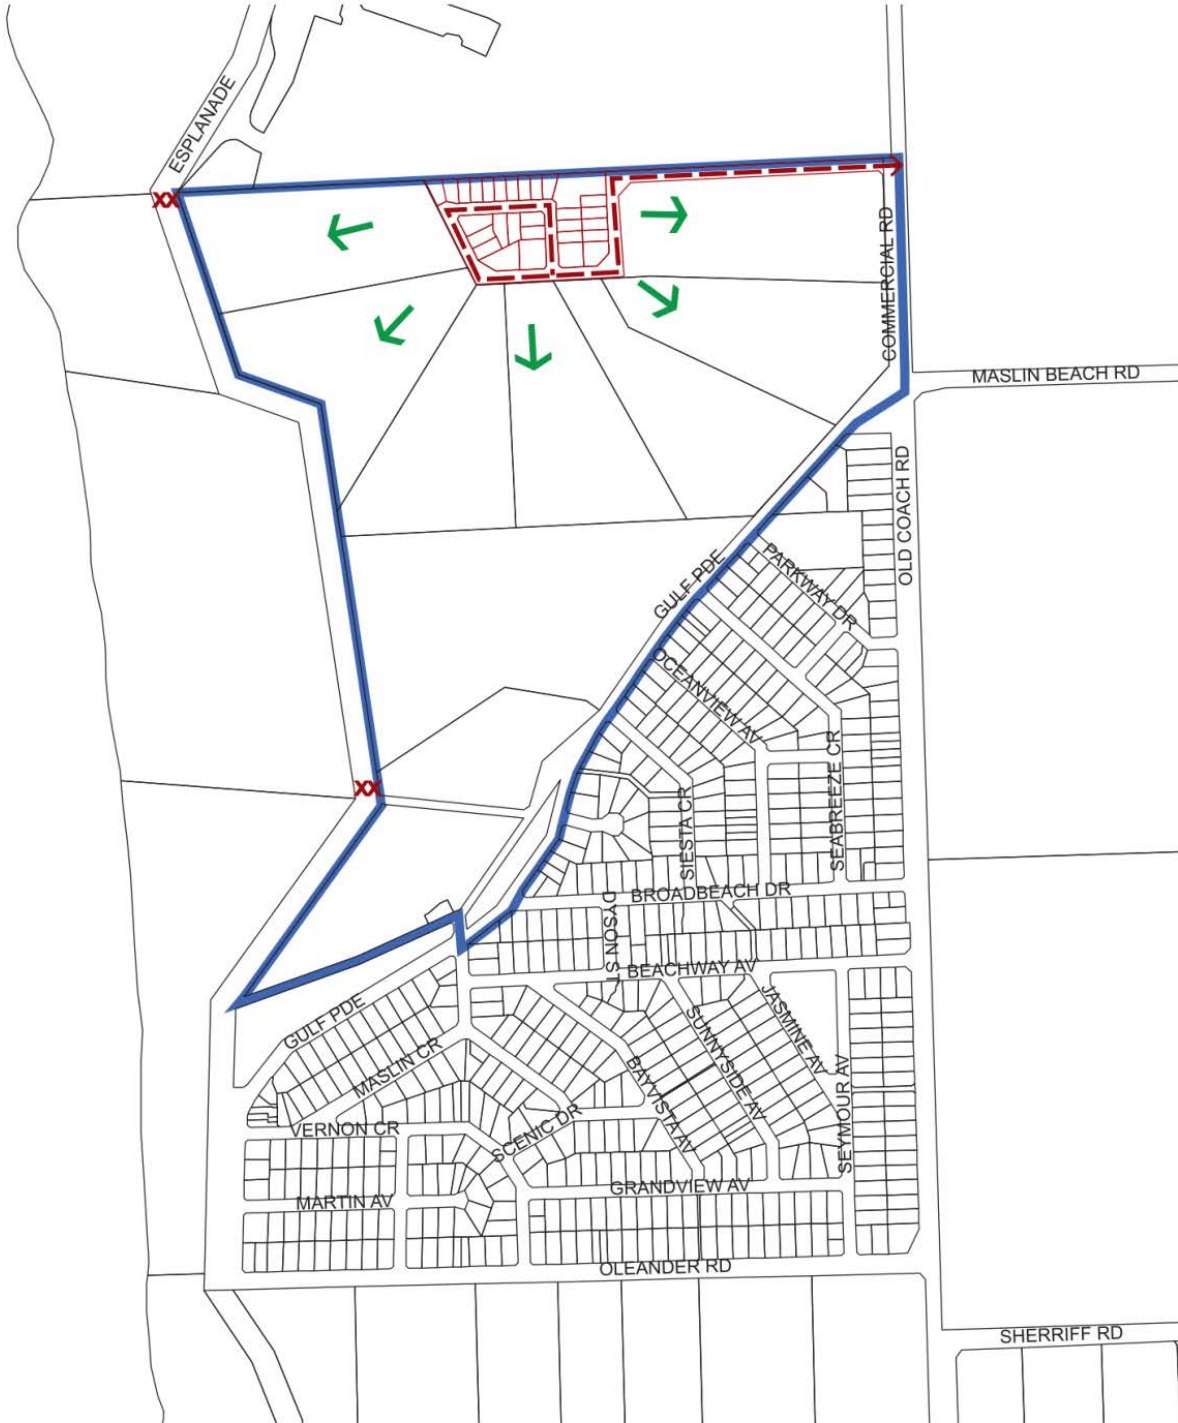 ESPLANADE
XX
COMMERCIAL RD
MASLIN BEACH RD
OLD COACH RD
GULF PDE
PARKWAY DR
OCEANVIEW AV
SEABREEZE CR
XX
SIESTA CR
BROADBEACH DR
DYSON ST
BEACHWAY AV
GULF PDE
JASMINE AV
SUNNYSIDE AV
MASLIN CR
BAYVISTA AV
SEYMOUR AV
VERNON CR
SCENIC DR
GRANDVIEW AV
MARTIN AV
OLEANDER RD
SHERRIFF RD